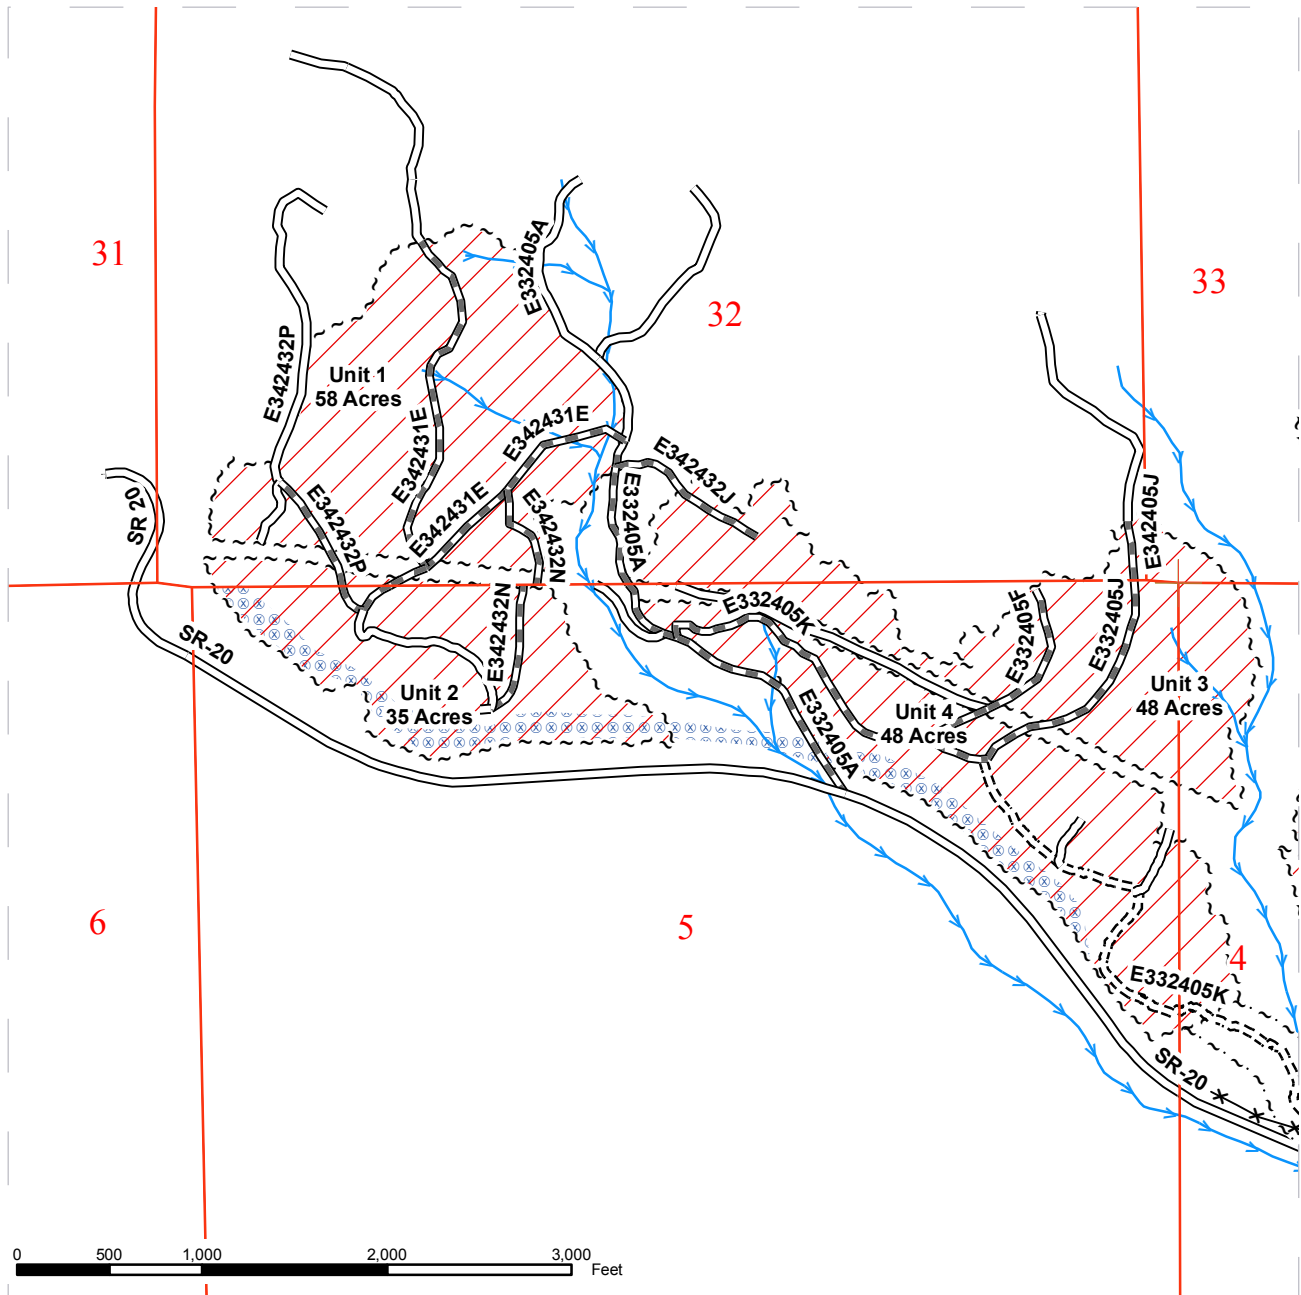 31
32
33
E332405A
E342432P
Unit 1
58 Acres
E342431E
E342431E
E342432J
SR 20
E342432P
E342431E
E342432N
E332405A
E342405J
SR-20
E342432N
E332405K
E332405F
E332405J
Unit 2
35 Acres
E332405A
Unit 4
48 Acres
Unit 3
48 Acres
6
5
4
E332405K
SR-20
0 500 1,000 2,000 3,000
Feet